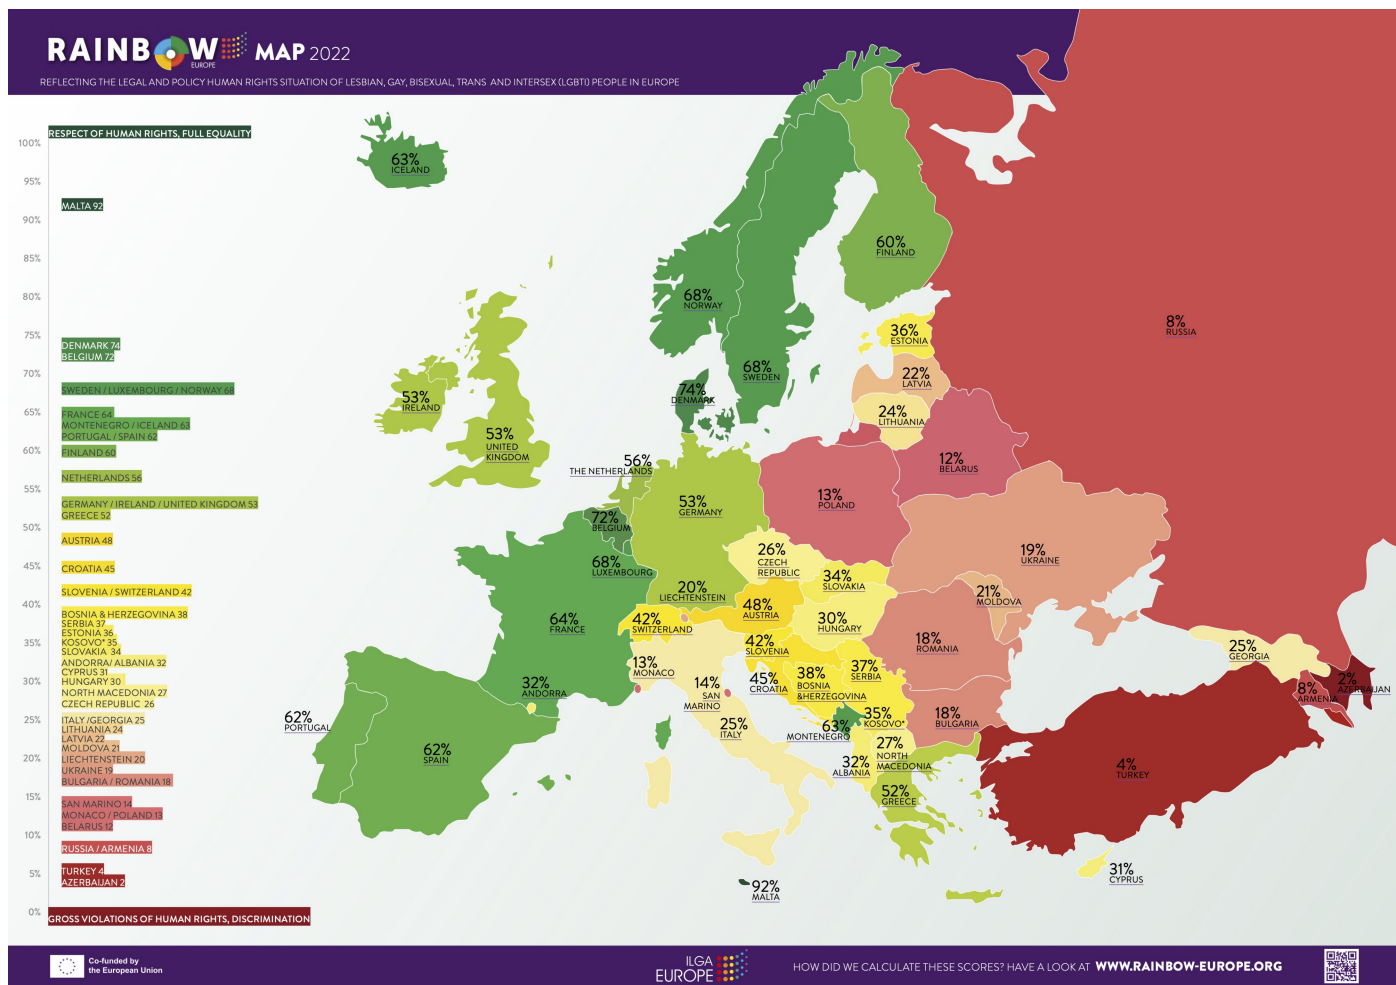 RAINBOW EUROPE MAP 2022
REFLECTING THE LEGAL AND POLICY HUMAN RIGHTS SITUATION OF LESBIAN, GAY, BISEXUAL, TRANS AND INTERSEX (LGBTI) PEOPLE IN EUROPE
RESPECT OF HUMAN RIGHTS, FULL EQUALITY
100%
95%
MALTA 92
90%
85%
80%
75%
DENMARK 74
BELGIUM 72
70%
SWEDEN / LUXEMBOURG / NORWAY 68
65%
FRANCE 64
MONTENEGRO / ICELAND 63
PORTUGAL / SPAIN 62
60%
FINLAND 60
NETHERLANDS 56
55%
GERMANY / IRELAND / UNITED KINGDOM 53
GREECE 52
50%
AUSTRIA 48
45%
CROATIA 45
SLOVENIA / SWITZERLAND 42
40%
BOSNIA & HERZEGOVINA 38
SERBIA 37
ESTONIA 36
KOSOVO* 35
35%
SLOVAKIA 34
ANDORRA/ ALBANIA 32
CYPRUS 31
HUNGARY 30
30%
NORTH MACEDONIA 27
CZECH REPUBLIC 26
25%
ITALY /GEORGIA 25
LITHUANIA 24
LATVIA 22
MOLDOVA 21
LIECHTENSTEIN 20
20%
UKRAINE 19
BULGARIA / ROMANIA 18
15%
SAN MARINO 14
MONACO / POLAND 13
BELARUS 12
10%
RUSSIA / ARMENIA 8
5%
TURKEY 4
AZERBAIJAN 2
0%
GROSS VIOLATIONS OF HUMAN RIGHTS, DISCRIMINATION
63%
ICELAND
60%
FINLAND
68%
NORWAY
68%
SWEDEN
8%
RUSSIA
36%
ESTONIA
22%
LATVIA
24%
LITHUANIA
74%
DENMARK
53%
IRELAND
53%
UNITED
KINGDOM
56%
THE NETHERLANDS
12%
BELARUS
13%
POLAND
53%
GERMANY
72%
BELGIUM
68%
LUXEMBOURG
26%
CZECH
REPUBLIC
19%
UKRAINE
34%
SLOVAKIA
20%
LIECHTENSTEIN
21%
MOLDOVA
48%
AUSTRIA
30%
HUNGARY
64%
FRANCE
42%
SWITZERLAND
42%
SLOVENIA
18%
ROMANIA
25%
GEORGIA
13%
MONACO
14%
SAN
MARINO
45%
CROATIA
38%
BOSNIA
&HERZEGOVINA
37%
SERBIA
32%
ANDORRA
8%
ARMENIA
2%
AZERBAIJAN
62%
PORTUGAL
62%
SPAIN
25%
ITALY
63%
MONTENEGRO
35%
KOSOVO*
18%
BULGARIA
27%
NORTH
MACEDONIA
32%
ALBANIA
52%
GREECE
4%
TURKEY
31%
CYPRUS
92%
MALTA
Co-funded by
the European Union
ILGA
EUROPE
HOW DID WE CALCULATE THESE SCORES? HAVE A LOOK AT WWW.RAINBOW-EUROPE.ORG